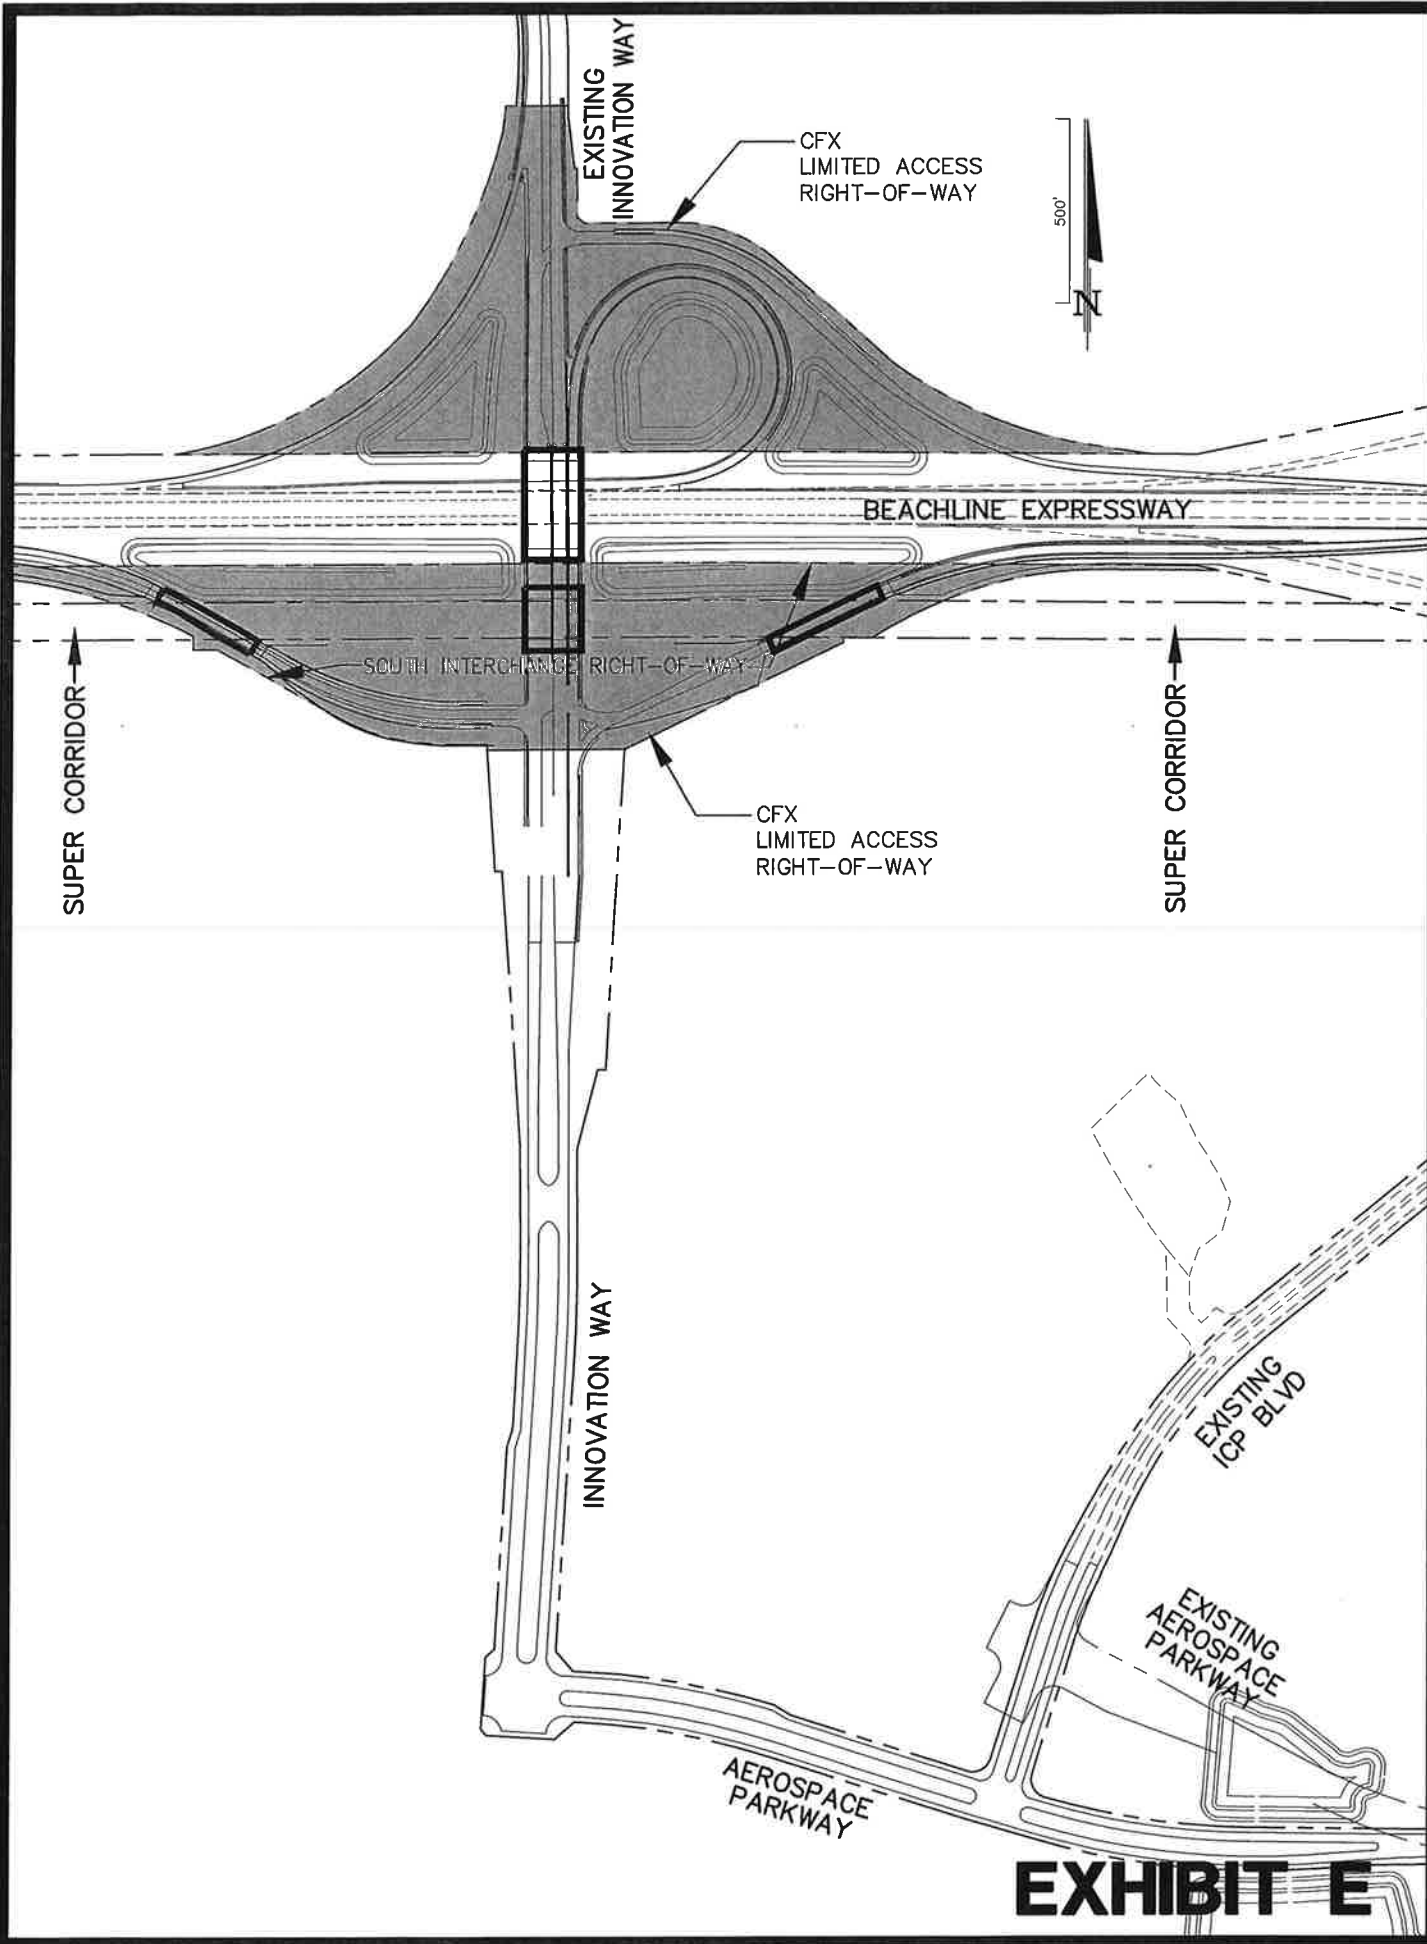 EXISTING
INNOVATION WAY
CFX
LIMITED ACCESS
RIGHT-OF-WAY
500'
N
BEACHLINE EXPRESSWAY
SOUTH INTERCHANGE RIGHT-OF-WAY
SUPER CORRIDOR
SUPER CORRIDOR
CFX
LIMITED ACCESS
RIGHT-OF-WAY
INNOVATION WAY
EXISTING
ICP BLVD
EXISTING
AEROSPACE
PARKWAY
AEROSPACE
PARKWAY
EXHIBIT E